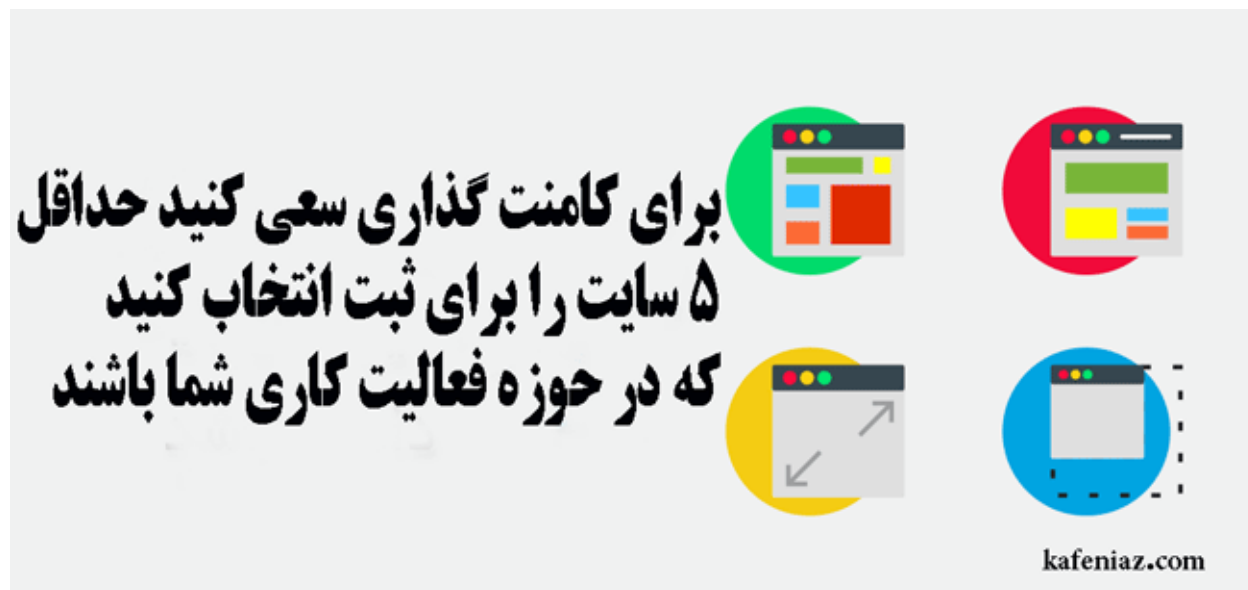 برای کامنت گذاری سعی کنید حداقل
۵ سایت را برای ثبت انتخاب کنید
که در حوزه فعالیت کاری شما باشند
kafeniaz.com